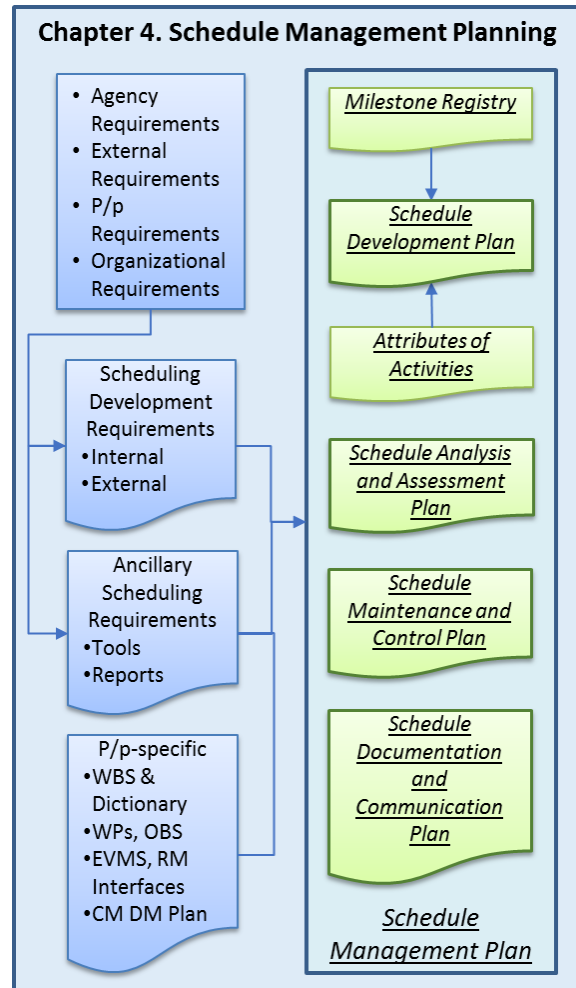 Chapter 4. Schedule Management Planning
• Agency
Requirements
• External
Requirements
• P/p
Requirements
• Organizational
Requirements
Scheduling
Development
Requirements
•Internal
•External
Ancillary
Scheduling
Requirements
•Tools
•Reports
P/p-specific
•WBS &
Dictionary
•WPs, OBS
•EVMS, RM
Interfaces
•CM DM Plan
Milestone Registry
Schedule
Development Plan
Attributes of
Activities
Schedule Analysis
and Assessment
Plan
Schedule
Maintenance and
Control Plan
Schedule
Documentation
and
Communication
Plan
Schedule
Management Plan